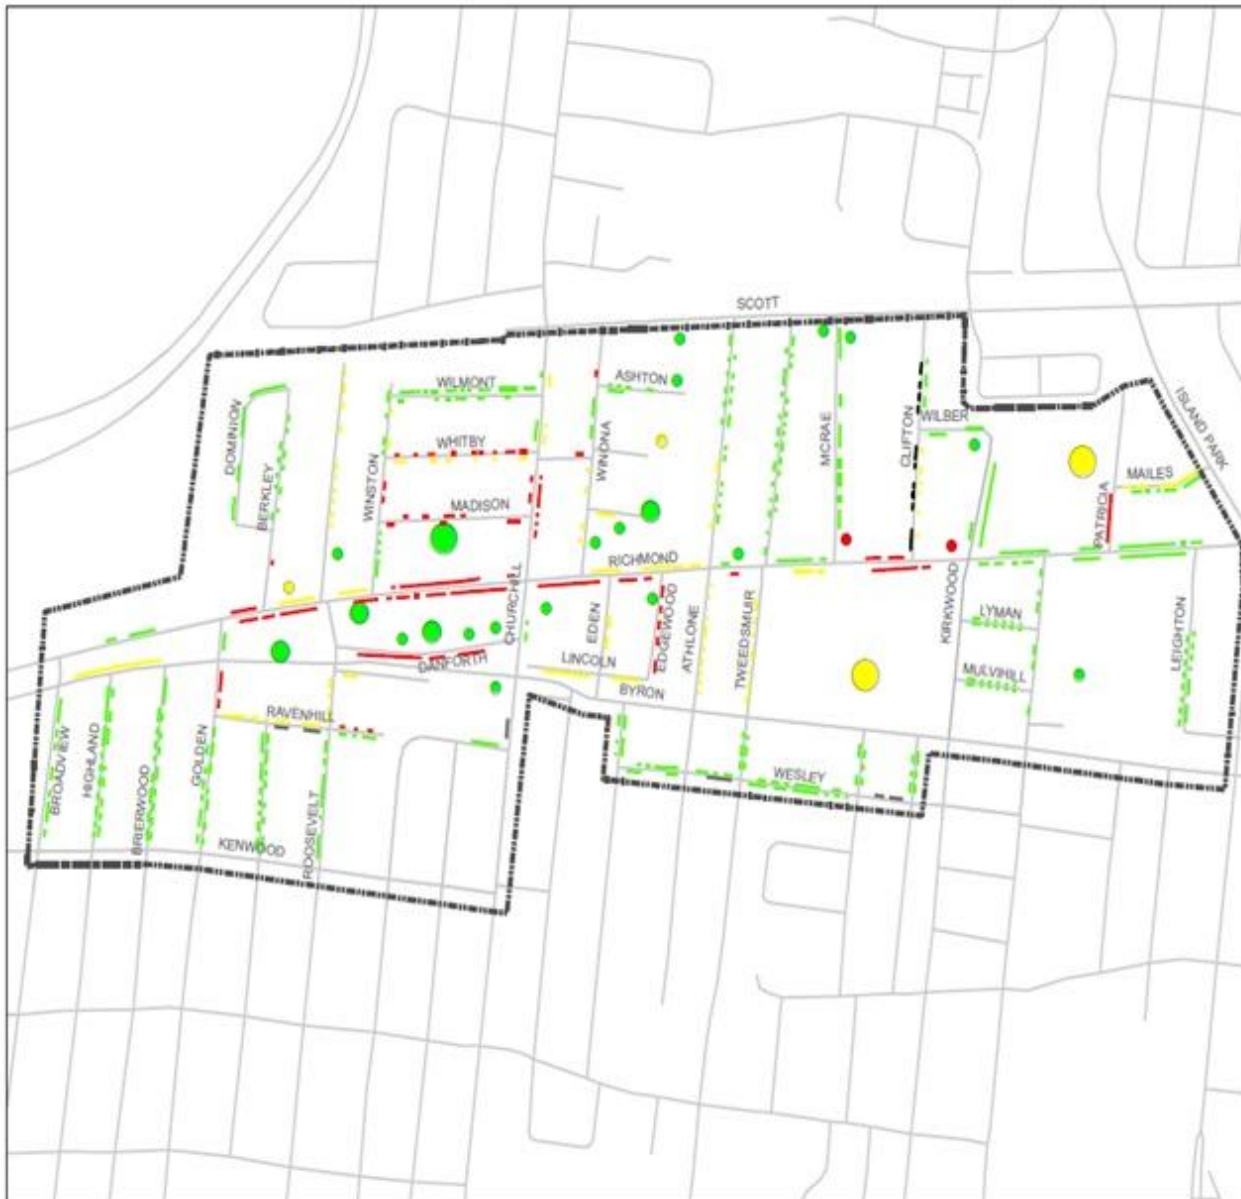 SCOTT
WILMONT
ASHTON
ISLAND PARK
DOMINION
WINONA
MCRAE
CLIFTON
WILBER
WHITBY
BERKLEY
WINSTON
MADISON
MAILES
PATRICIA
RICHMOND
CHURCHILL
EDEN
EDGEWOOD
ATHLONE
TWEEDSMUIR
KIRKWOOD
LYMAN
LEIGHTON
DANFORTH
LINCOLN
MULVIHILL
BYRON
RAVENHILL
BROADVIEW
HIGHLAND
BRIERWOOD
GOLDEN
WESLEY
ROOSEVELT
KENWOOD